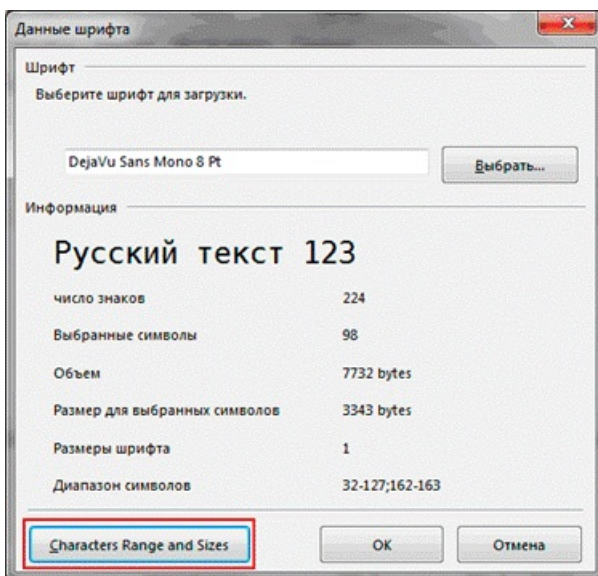 Данные шрифта
Шрифт
Выберите шрифт для загрузки.
DejaVu Sans Mono 8 Pt
Выбрать...
Информация
Русский текст 123
число знаков 224
Выбранные символы 98
Объем 7732 bytes
Размер для выбранных символов 3343 bytes
Размеры шрифта 1
Диапазон символов 32-127;162-163
Characters Range and Sizes
OK
Отмена